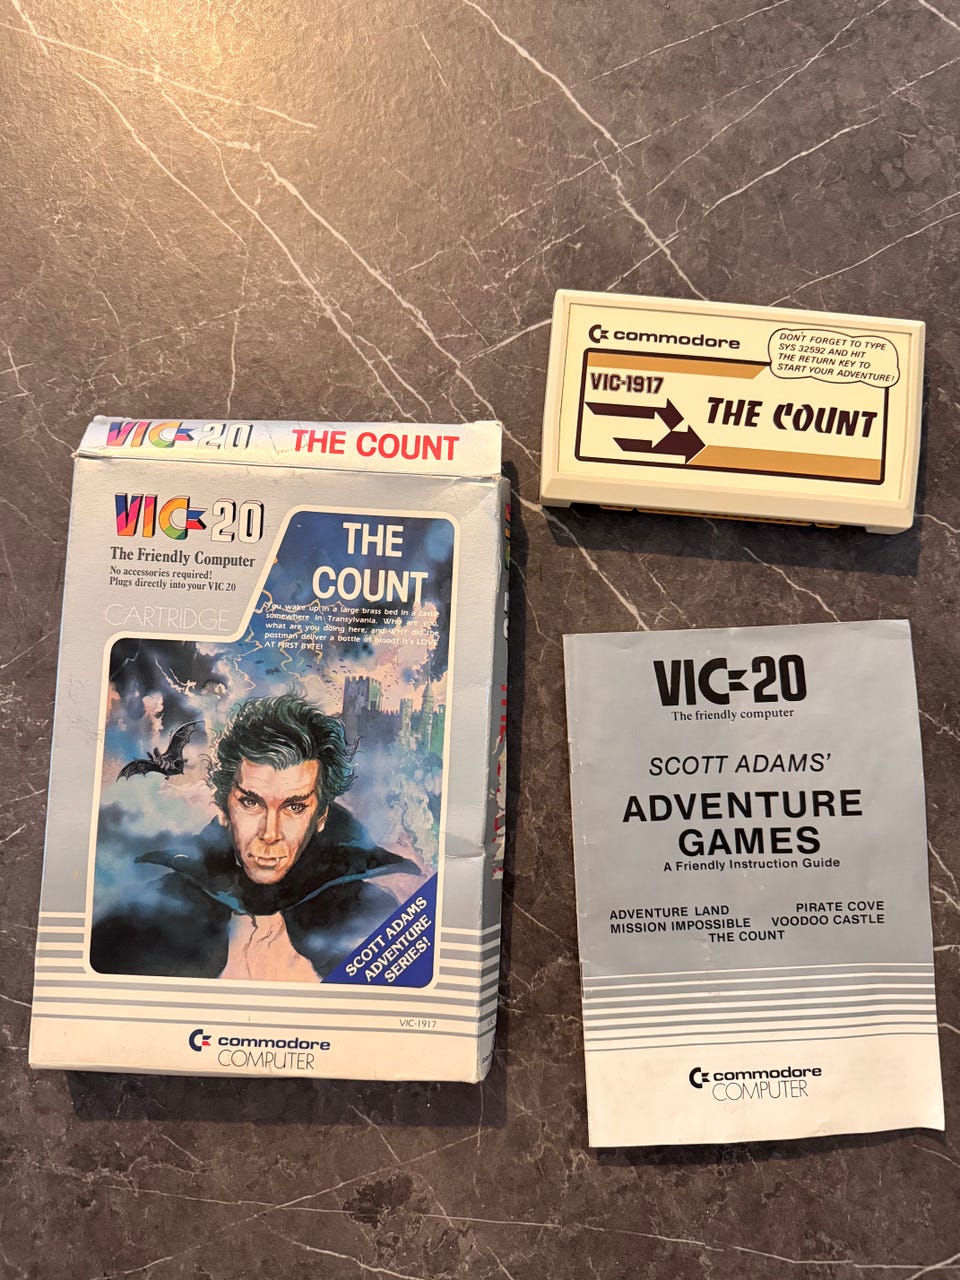 VIC-20 THE COUNT
VIC-20
The Friendly Computer
No accessories required!
Plugs directly into your VIC 20
CARTRIDGE
THE
COUNT
You wake up in a large brass bed in a castle
somewhere in Transylvania. Who are you,
what are you doing here, and WHY did the
postman deliver a bottle of blood? It's LOVE
AT FIRST BYTE!
SCOTT ADAMS
ADVENTURE
SERIES!
VIC-1917
commodore
COMPUTER
commodore
DON'T FORGET TO TYPE
SYS 32592 AND HIT
THE RETURN KEY TO
START YOUR ADVENTURE!
VIC-1917
THE COUNT
VIC-20
The friendly computer
SCOTT ADAMS'
ADVENTURE
GAMES
A Friendly Instruction Guide
ADVENTURE LAND PIRATE COVE
MISSION IMPOSSIBLE VOODOO CASTLE
THE COUNT
commodore
COMPUTER